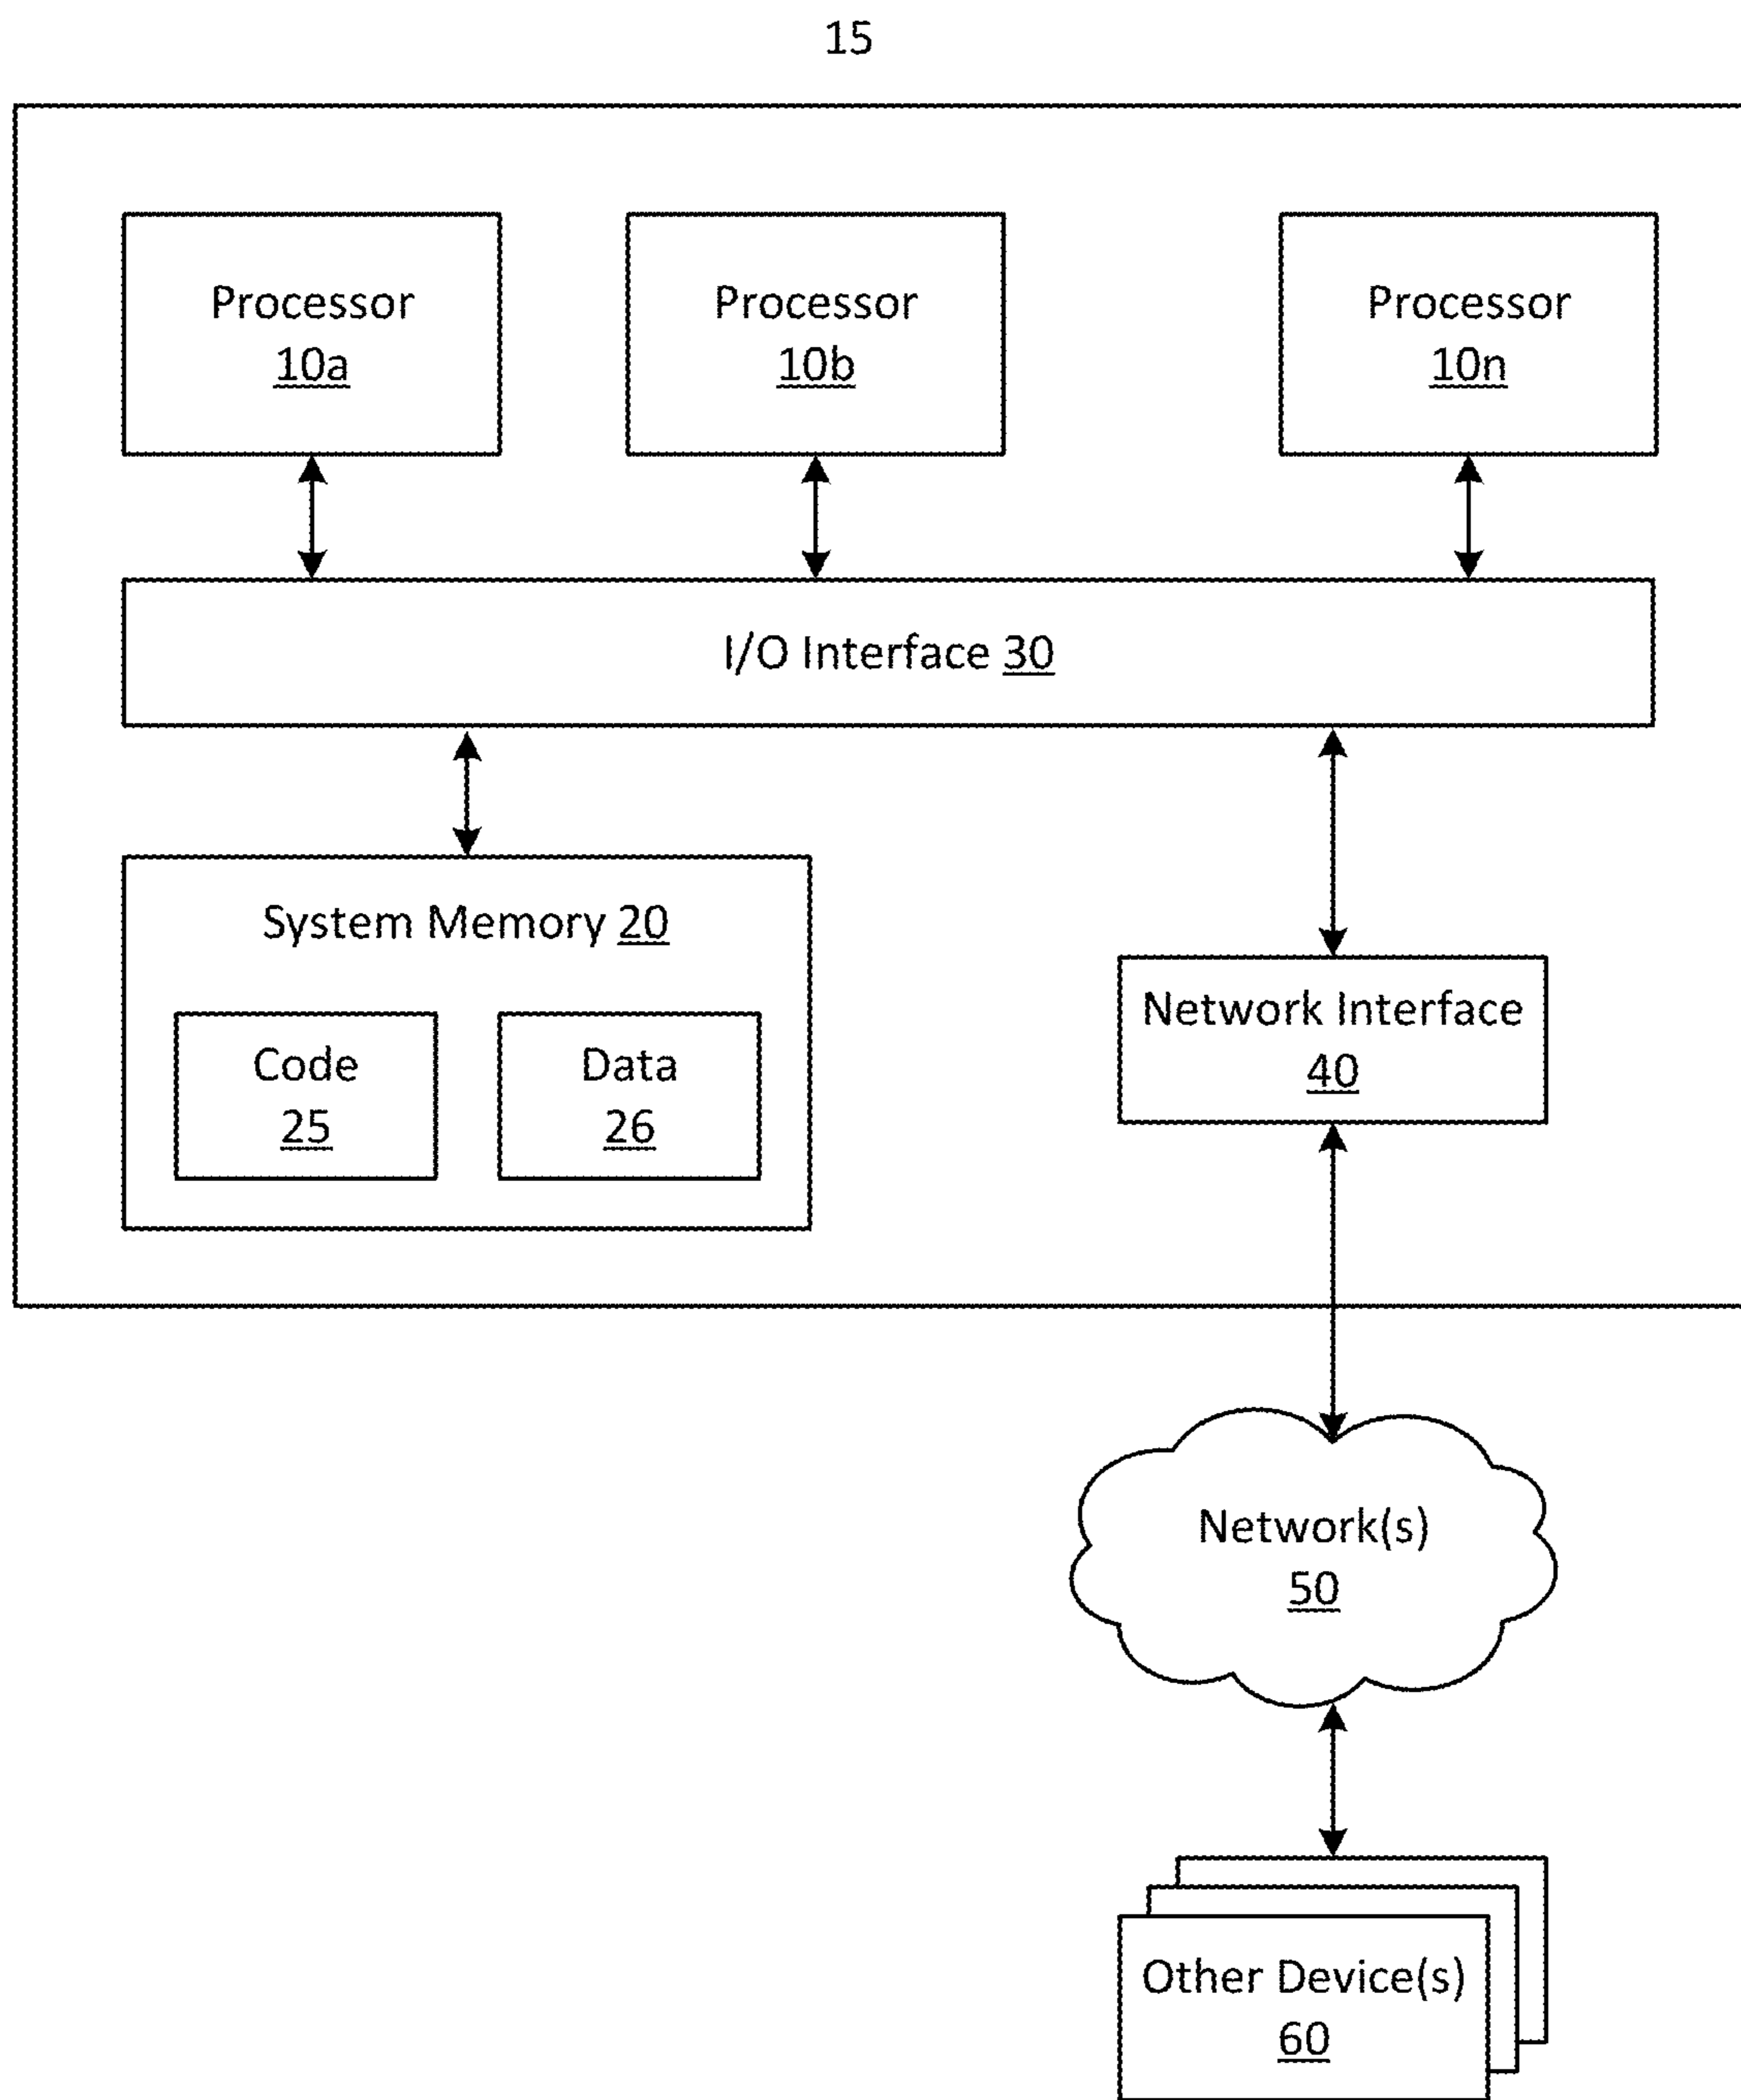 15
Processor
10a
Processor
10b
Processor
10n
I/O Interface 30
System Memory 20
Code
25
Data
26
Network Interface
40
Network(s)
50
Other Device(s)
60